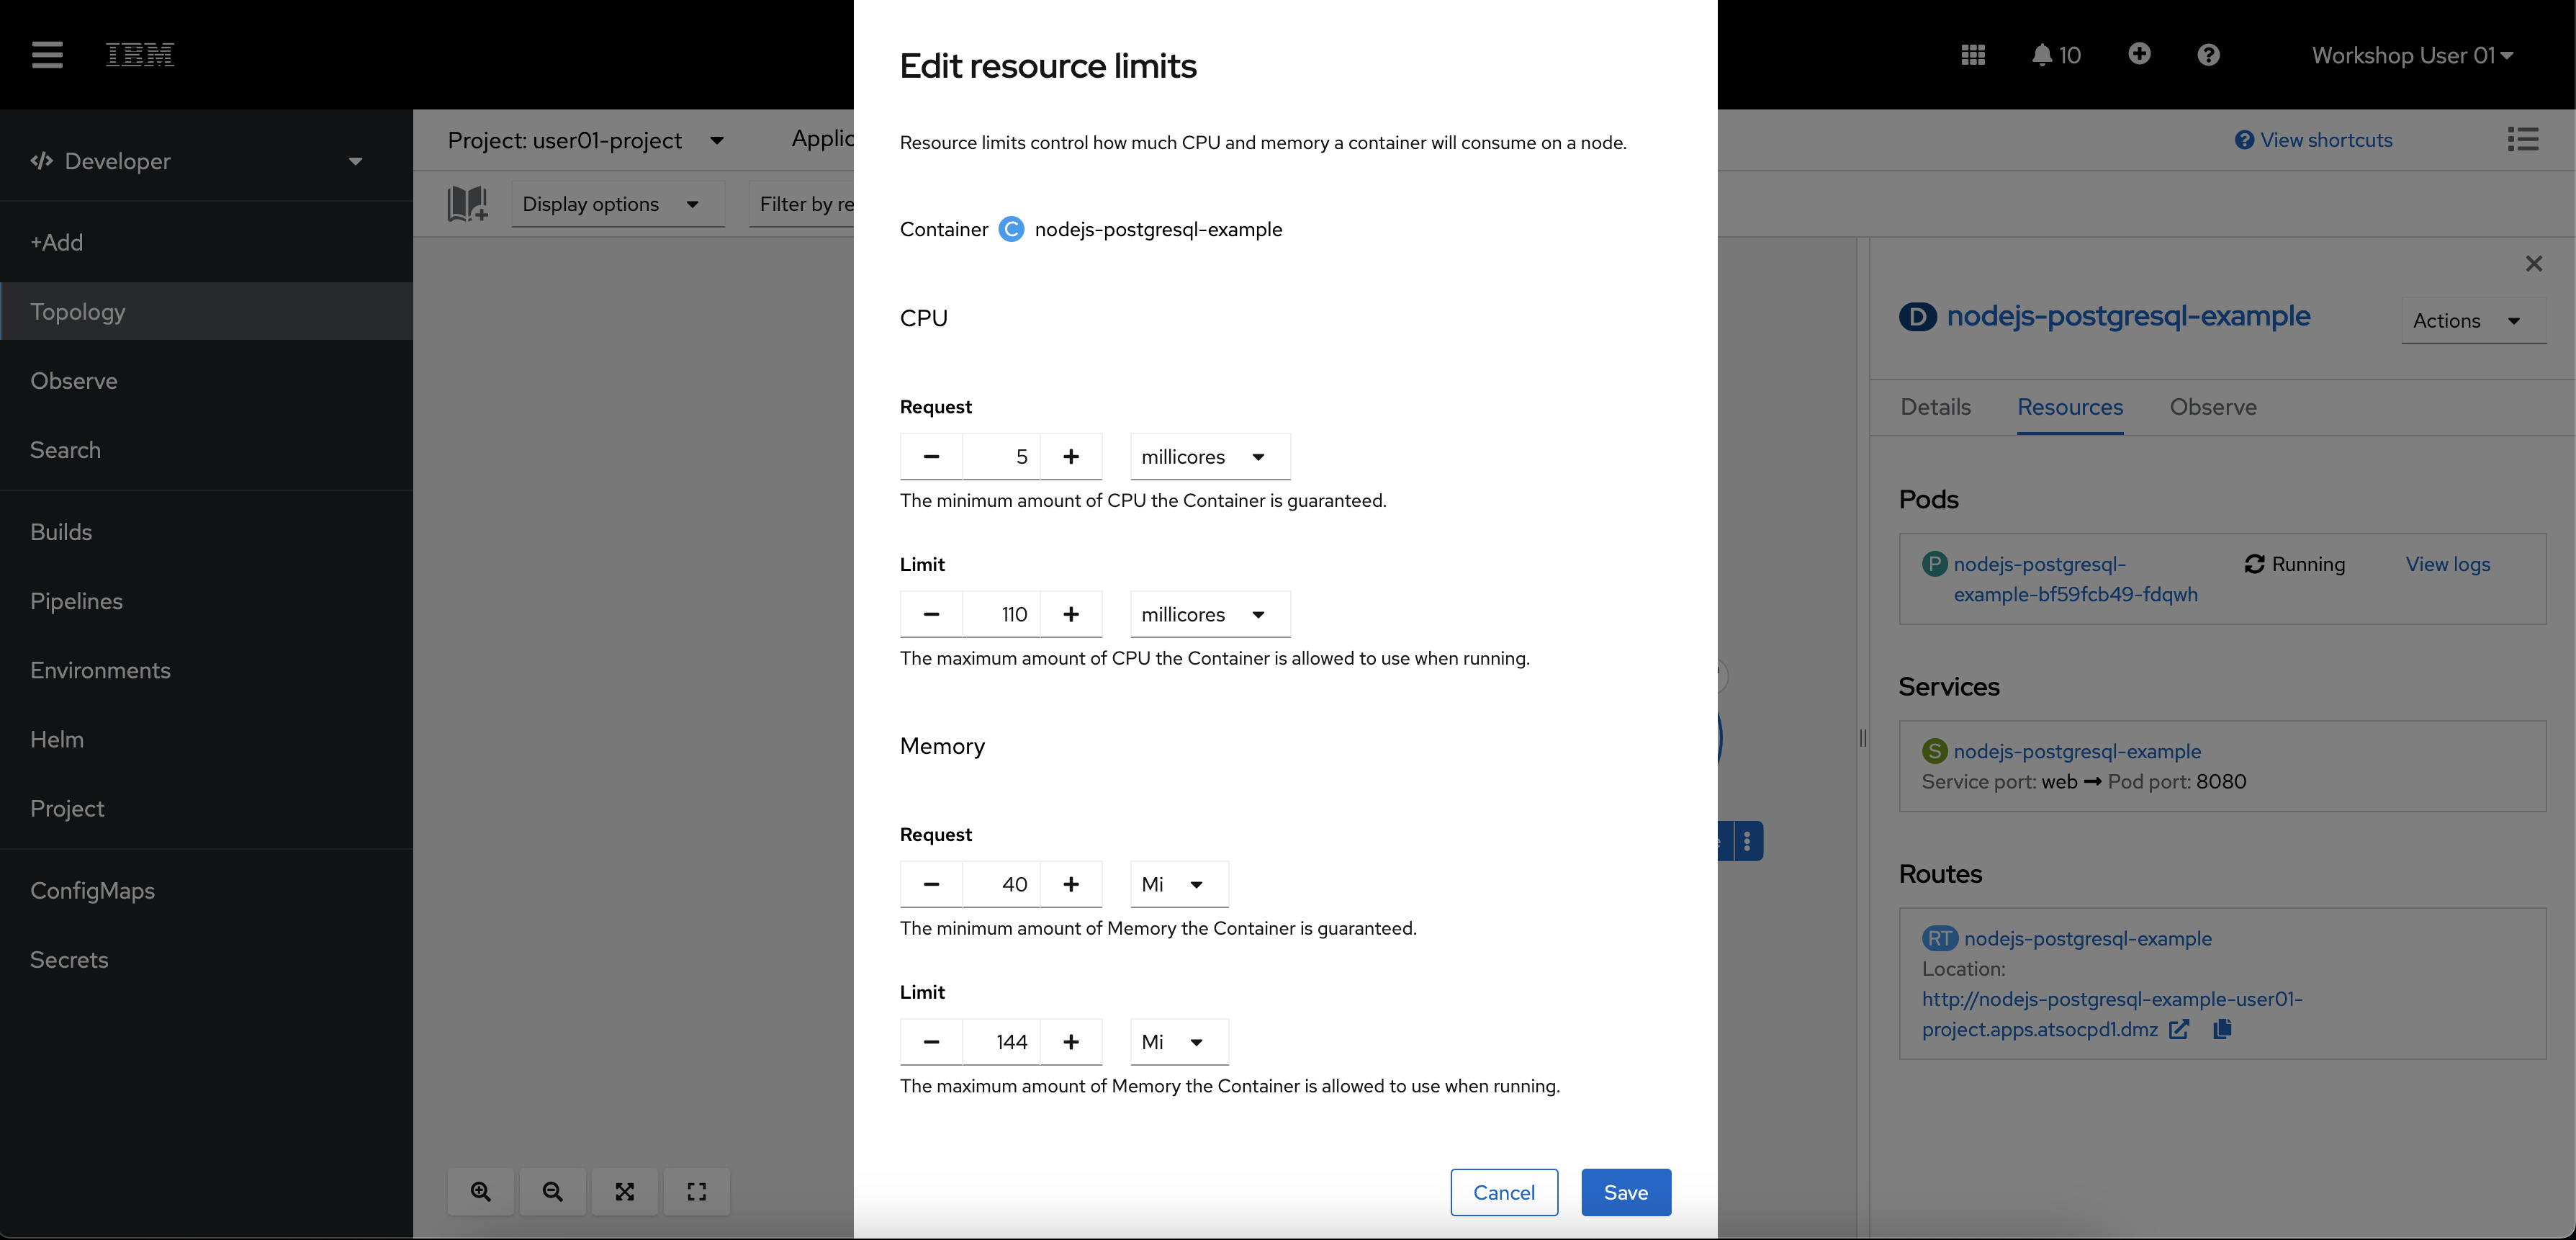 IBM
10
Workshop User 01
Developer
+Add
Topology
Observe
Search
Builds
Pipelines
Environments
Helm
Project
ConfigMaps
Secrets
Project: user01-project
Applic
View shortcuts
Display options
Filter by re
Edit resource limits
Resource limits control how much CPU and memory a container will consume on a node.
Container C nodejs-postgresql-example
CPU
Request
5 millicores
The minimum amount of CPU the Container is guaranteed.
Limit
110 millicores
The maximum amount of CPU the Container is allowed to use when running.
Memory
Request
40 Mi
The minimum amount of Memory the Container is guaranteed.
Limit
144 Mi
The maximum amount of Memory the Container is allowed to use when running.
Cancel Save
D nodejs-postgresql-example
Actions
Details Resources Observe
Pods
P nodejs-postgresql-
example-bf59fcb49-fdqwh
Running
View logs
Services
S nodejs-postgresql-example
Service port: web → Pod port: 8080
Routes
RT nodejs-postgresql-example
Location:
http://nodejs-postgresql-example-user01-
project.apps.atsocpd1.dmz